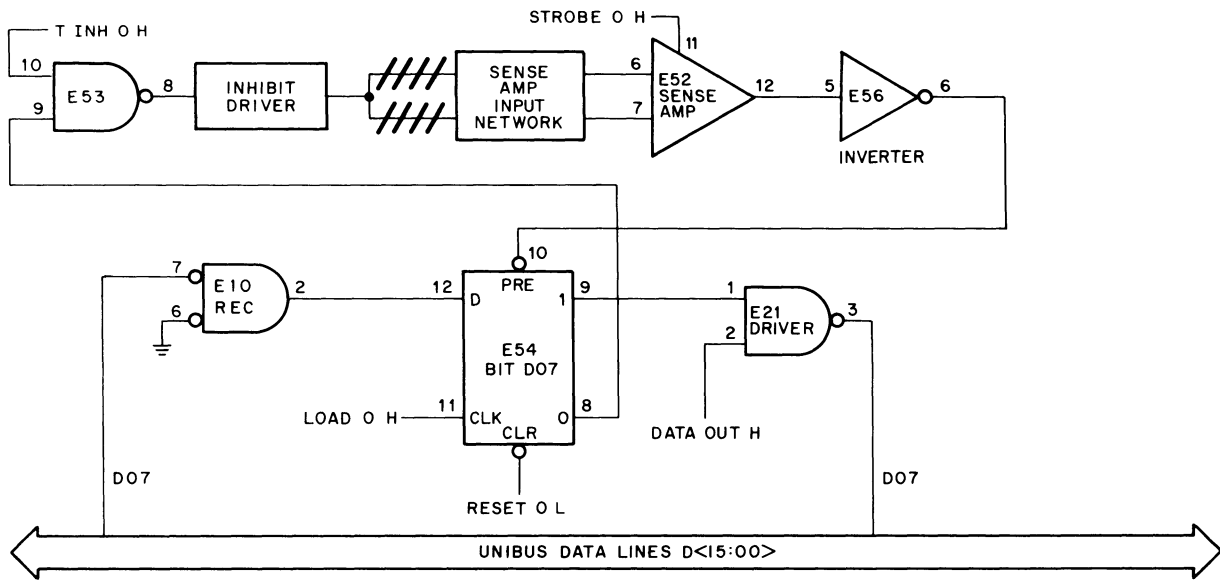 STROBE 0 H
T INH 0 H
11
10
E53
8
INHIBIT
DRIVER
SENSE
AMP
INPUT
NETWORK
6
E52
SENSE
AMP
12
5
E56
6
9
7
INVERTER
10
7
E10
REC
2
12
D
PRE
1
9
1
E21
DRIVER
3
6
2
E54
BIT D07
LOAD 0 H
11
CLK
0
8
CLR
DATA OUT H
D07
D07
RESET 0 L
UNIBUS DATA LINES D<15:00>